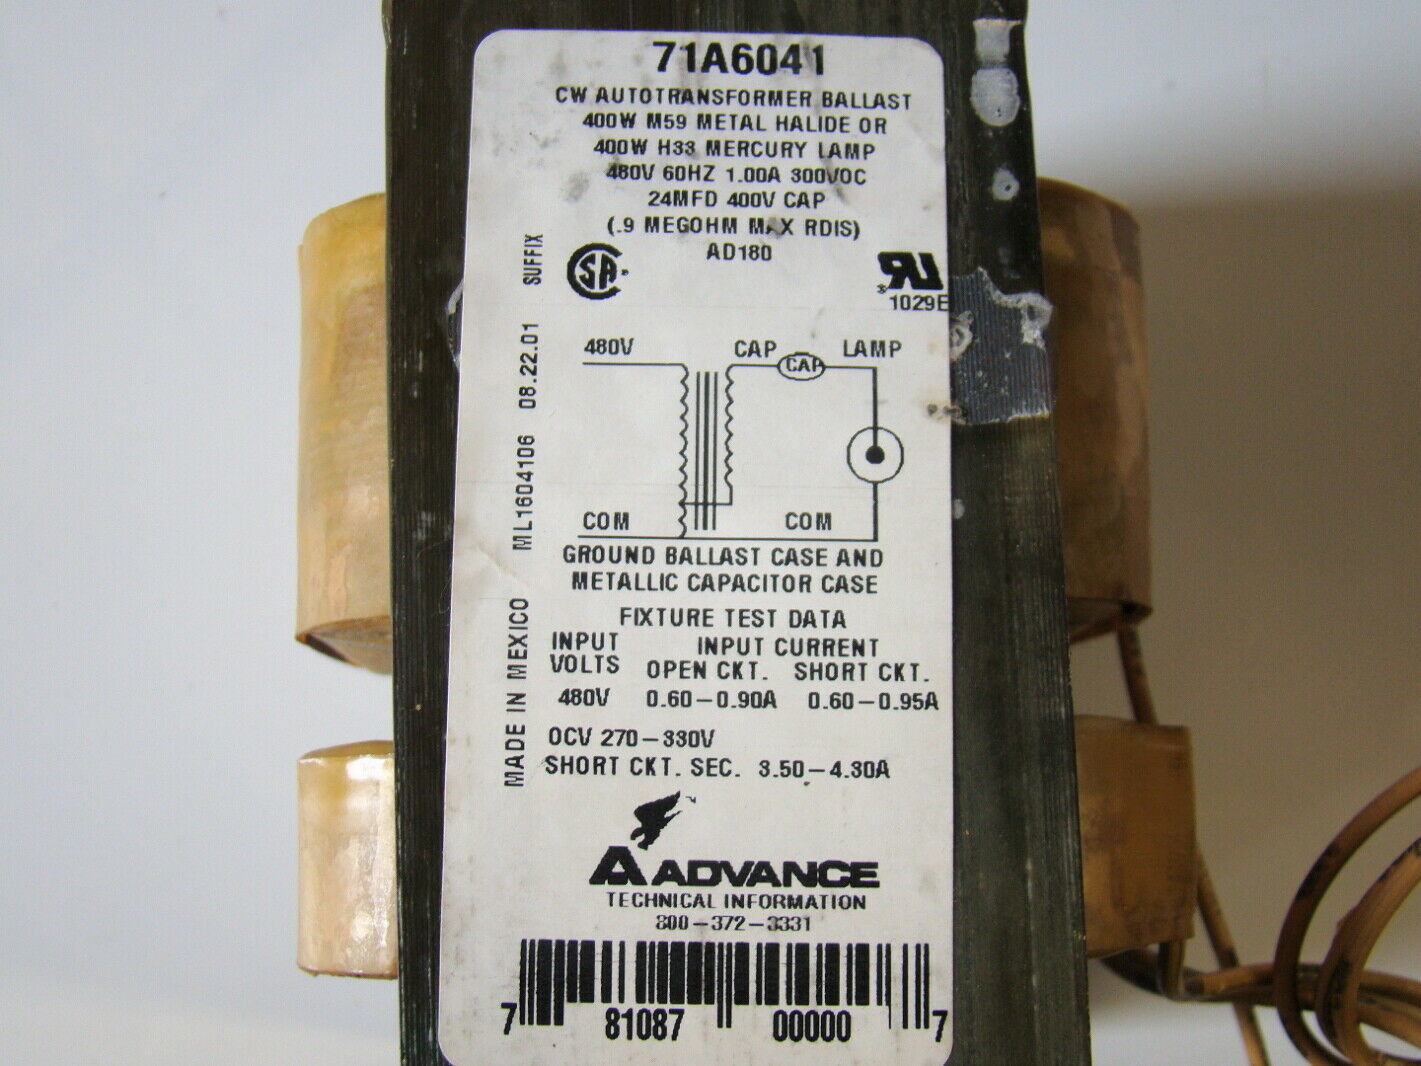 71A6041
CW AUTOTRANSFORMER BALLAST
400W M59 METAL HALIDE OR
400W H33 MERCURY LAMP
480V 60HZ 1.00A 300VOC
24MFD 400V CAP
(.9 MEGOHM MAX RDIS)
AD180
SA
RU
1029E
480V CAP LAMP
CAP
COM COM
GROUND BALLAST CASE AND
METALLIC CAPACITOR CASE
FIXTURE TEST DATA
INPUT INPUT CURRENT
VOLTS OPEN CKT. SHORT CKT.
480V 0.60-0.90A 0.60-0.95A
OCV 270-330V
SHORT CKT. SEC. 3.50-4.30A
ADVANCE
TECHNICAL INFORMATION
800-372-3331
7 81087 00000 7
MADE IN MEXICO ML1604106 08.22.01 SUFFIX